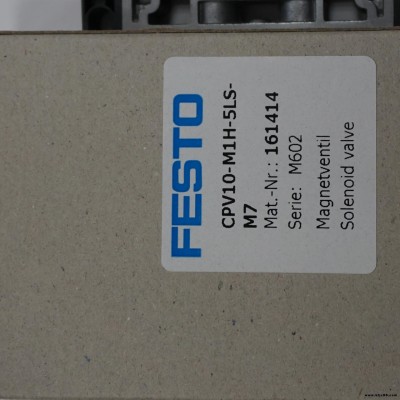 FESTO
CPV10-M1H-5LS-
M7
Mat.-Nr.: 161414
Serie: M602
Magnetventil
Solenoid valve